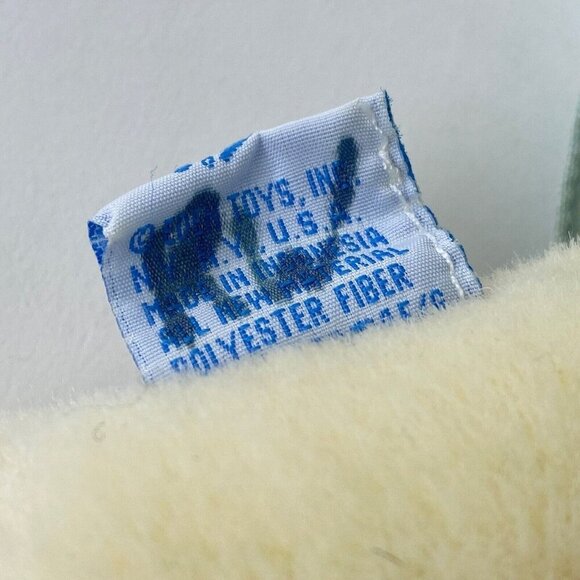 © TOYS, INC.
N.Y. U.S.A.
MADE IN INDONESIA
ALL NEW MATERIAL
POLYESTER FIBER